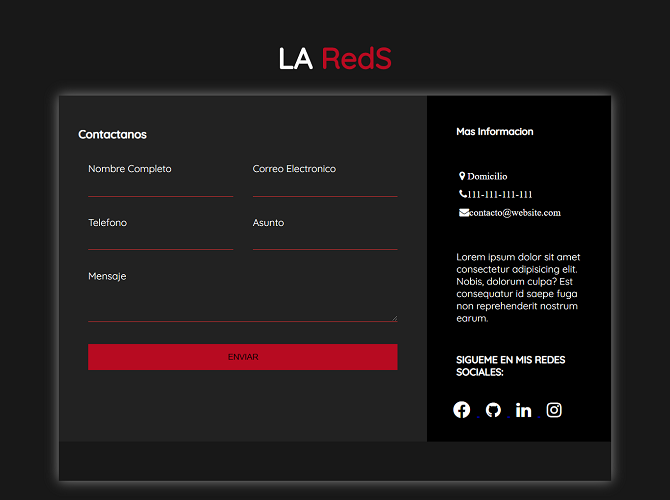 LA RedS
Contactanos
Nombre Completo
Correo Electronico
Telefono
Asunto
Mensaje
ENVIAR
Mas Informacion
Domicilio
111-111-111-111
contacto@website.com
Lorem ipsum dolor sit amet
consectetur adipisicing elit.
Nobis, dolorum culpa? Est
consequatur id saepe fuga
non reprehenderit nostrum
earum.
SIGUEME EN MIS REDES
SOCIALES: